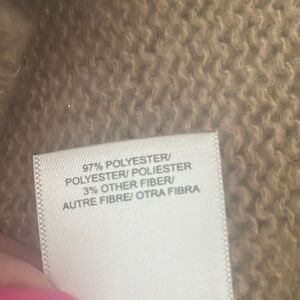 97% POLYESTER/
POLYESTER/ POLIESTER
3% OTHER FIBER/
AUTRE FIBRE/ OTRA FIBRA